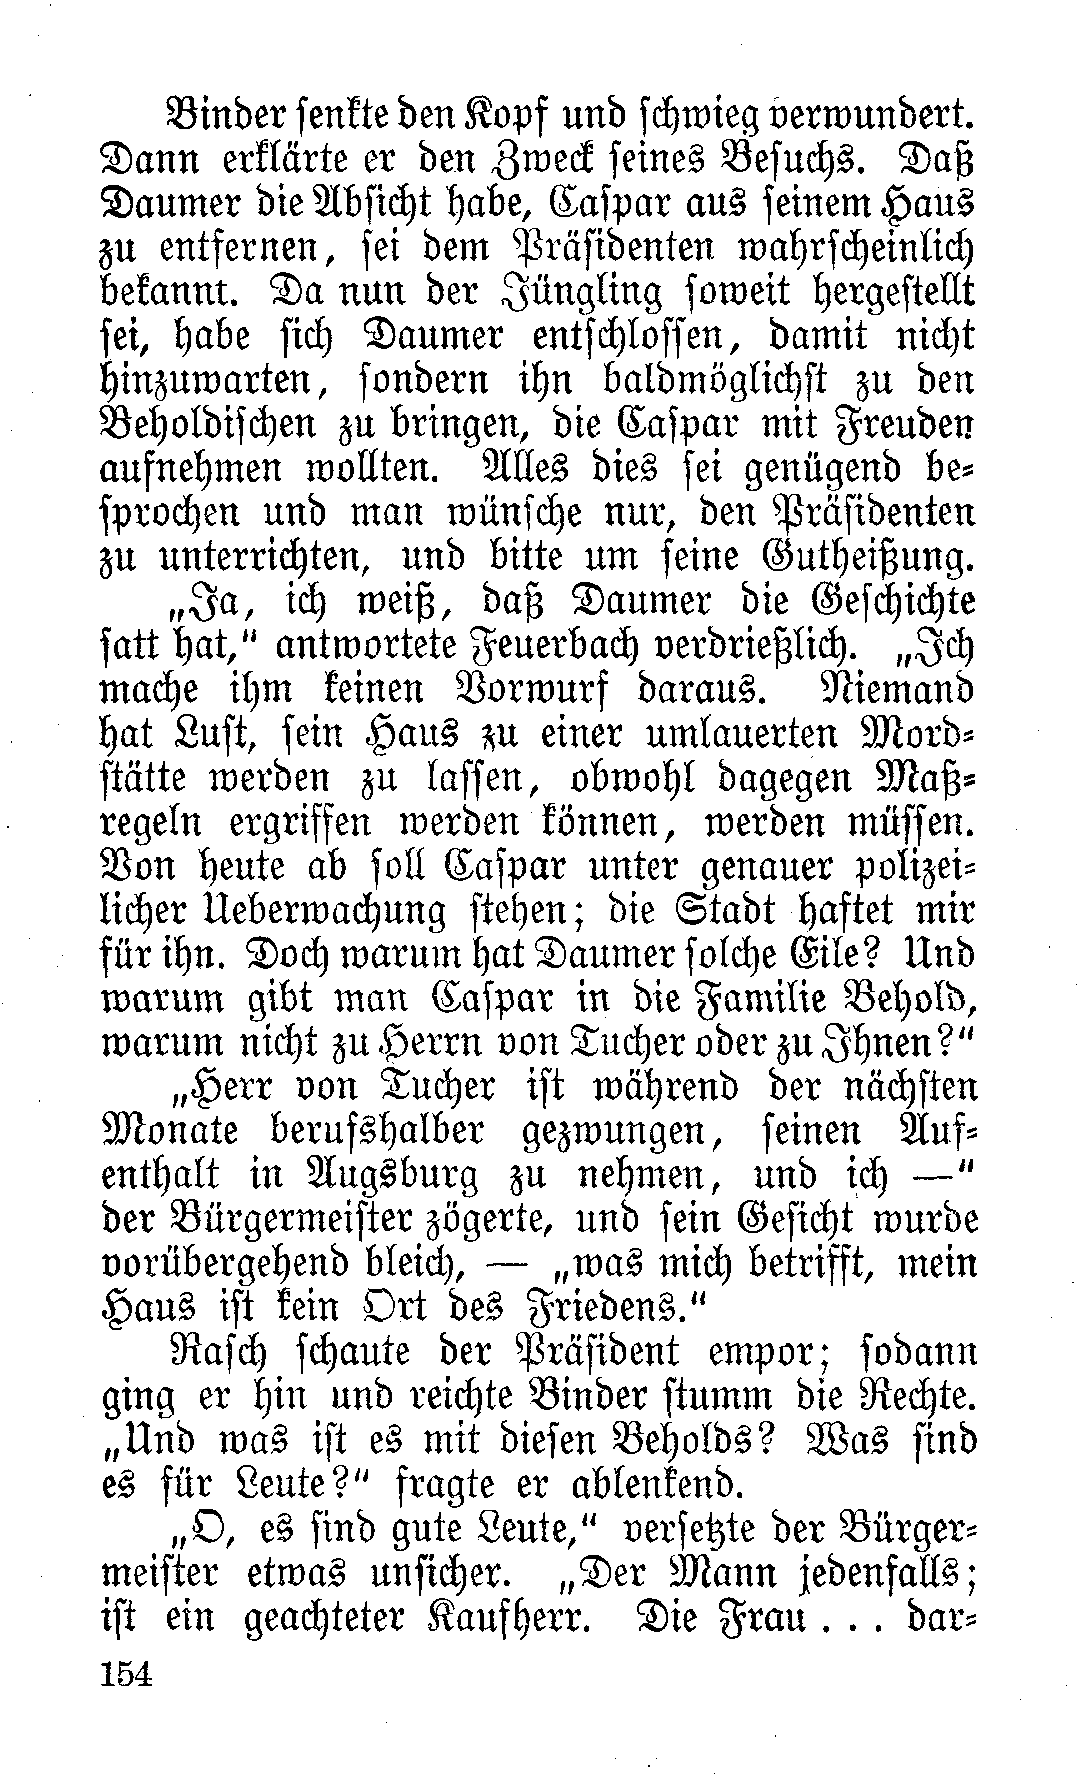 Binder senkte den Kopf und schwieg verwundert.
Dann erklärte er den Zweck seines Besuchs. Daß
Daumer die Absicht habe, Caspar aus seinem Haus
zu entfernen, sei dem Präsidenten wahrscheinlich
bekannt. Da nun der Jüngling soweit hergestellt
sei, habe sich Daumer entschlossen, damit nicht
hinzuwarten, sondern ihn baldmöglichst zu den
Beholdischen zu bringen, die Caspar mit Freuden
aufnehmen wollten. Alles dies sei genügend be-
sprochen und man wünsche nur, den Präsidenten
zu unterrichten, und bitte um seine Gutheißung.
„Ja, ich weiß, daß Daumer die Geschichte
satt hat,“ antwortete Feuerbach verdrießlich. „Ich
mache ihm keinen Vorwurf daraus. Niemand
hat Lust, sein Haus zu einer umlauerten Mord-
stätte werden zu lassen, obwohl dagegen Maß-
regeln ergriffen werden können, werden müssen.
Von heute ab soll Caspar unter genauer polizei-
licher Ueberwachung stehen; die Stadt haftet mir
für ihn. Doch warum hat Daumer solche Eile? Und
warum gibt man Caspar in die Familie Behold,
warum nicht zu Herrn von Tucher oder zu Ihnen?“
„Herr von Tucher ist während der nächsten
Monate berufshalber gezwungen, seinen Auf-
enthalt in Augsburg zu nehmen, und ich —“
der Bürgermeister zögerte, und sein Gesicht wurde
vorübergehend bleich, — „was mich betrifft, mein
Haus ist kein Ort des Friedens.“
Rasch schaute der Präsident empor; sodann
ging er hin und reichte Binder stumm die Rechte.
„Und was ist es mit diesen Beholds? Was sind
es für Leute?“ fragte er ablenkend.
„O, es sind gute Leute,“ versetzte der Bürger-
meister etwas unsicher. „Der Mann jedenfalls;
ist ein geachteter Kaufherr. Die Frau . . . dar-
154